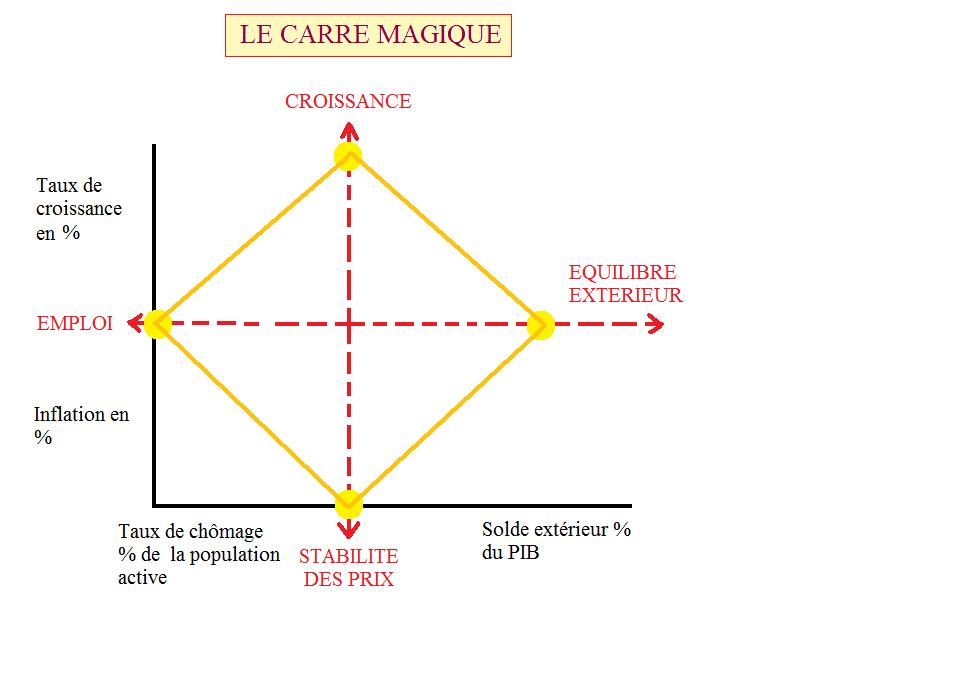 LE CARRE MAGIQUE
CROISSANCE
Taux de
croissance
en %
EQUILIBRE
EXTERIEUR
EMPLOI
Inflation en
%
Taux de chômage
% de la population
active
STABILITE
DES PRIX
Solde extérieur %
du PIB